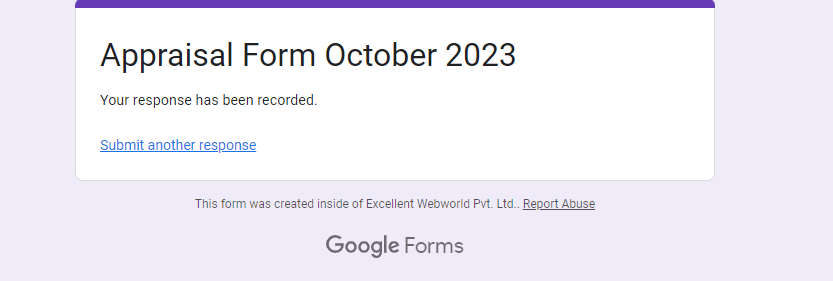 Appraisal Form October 2023
Your response has been recorded.
Submit another response
This form was created inside of Excellent Webworld Pvt. Ltd.. Report Abuse
Google Forms